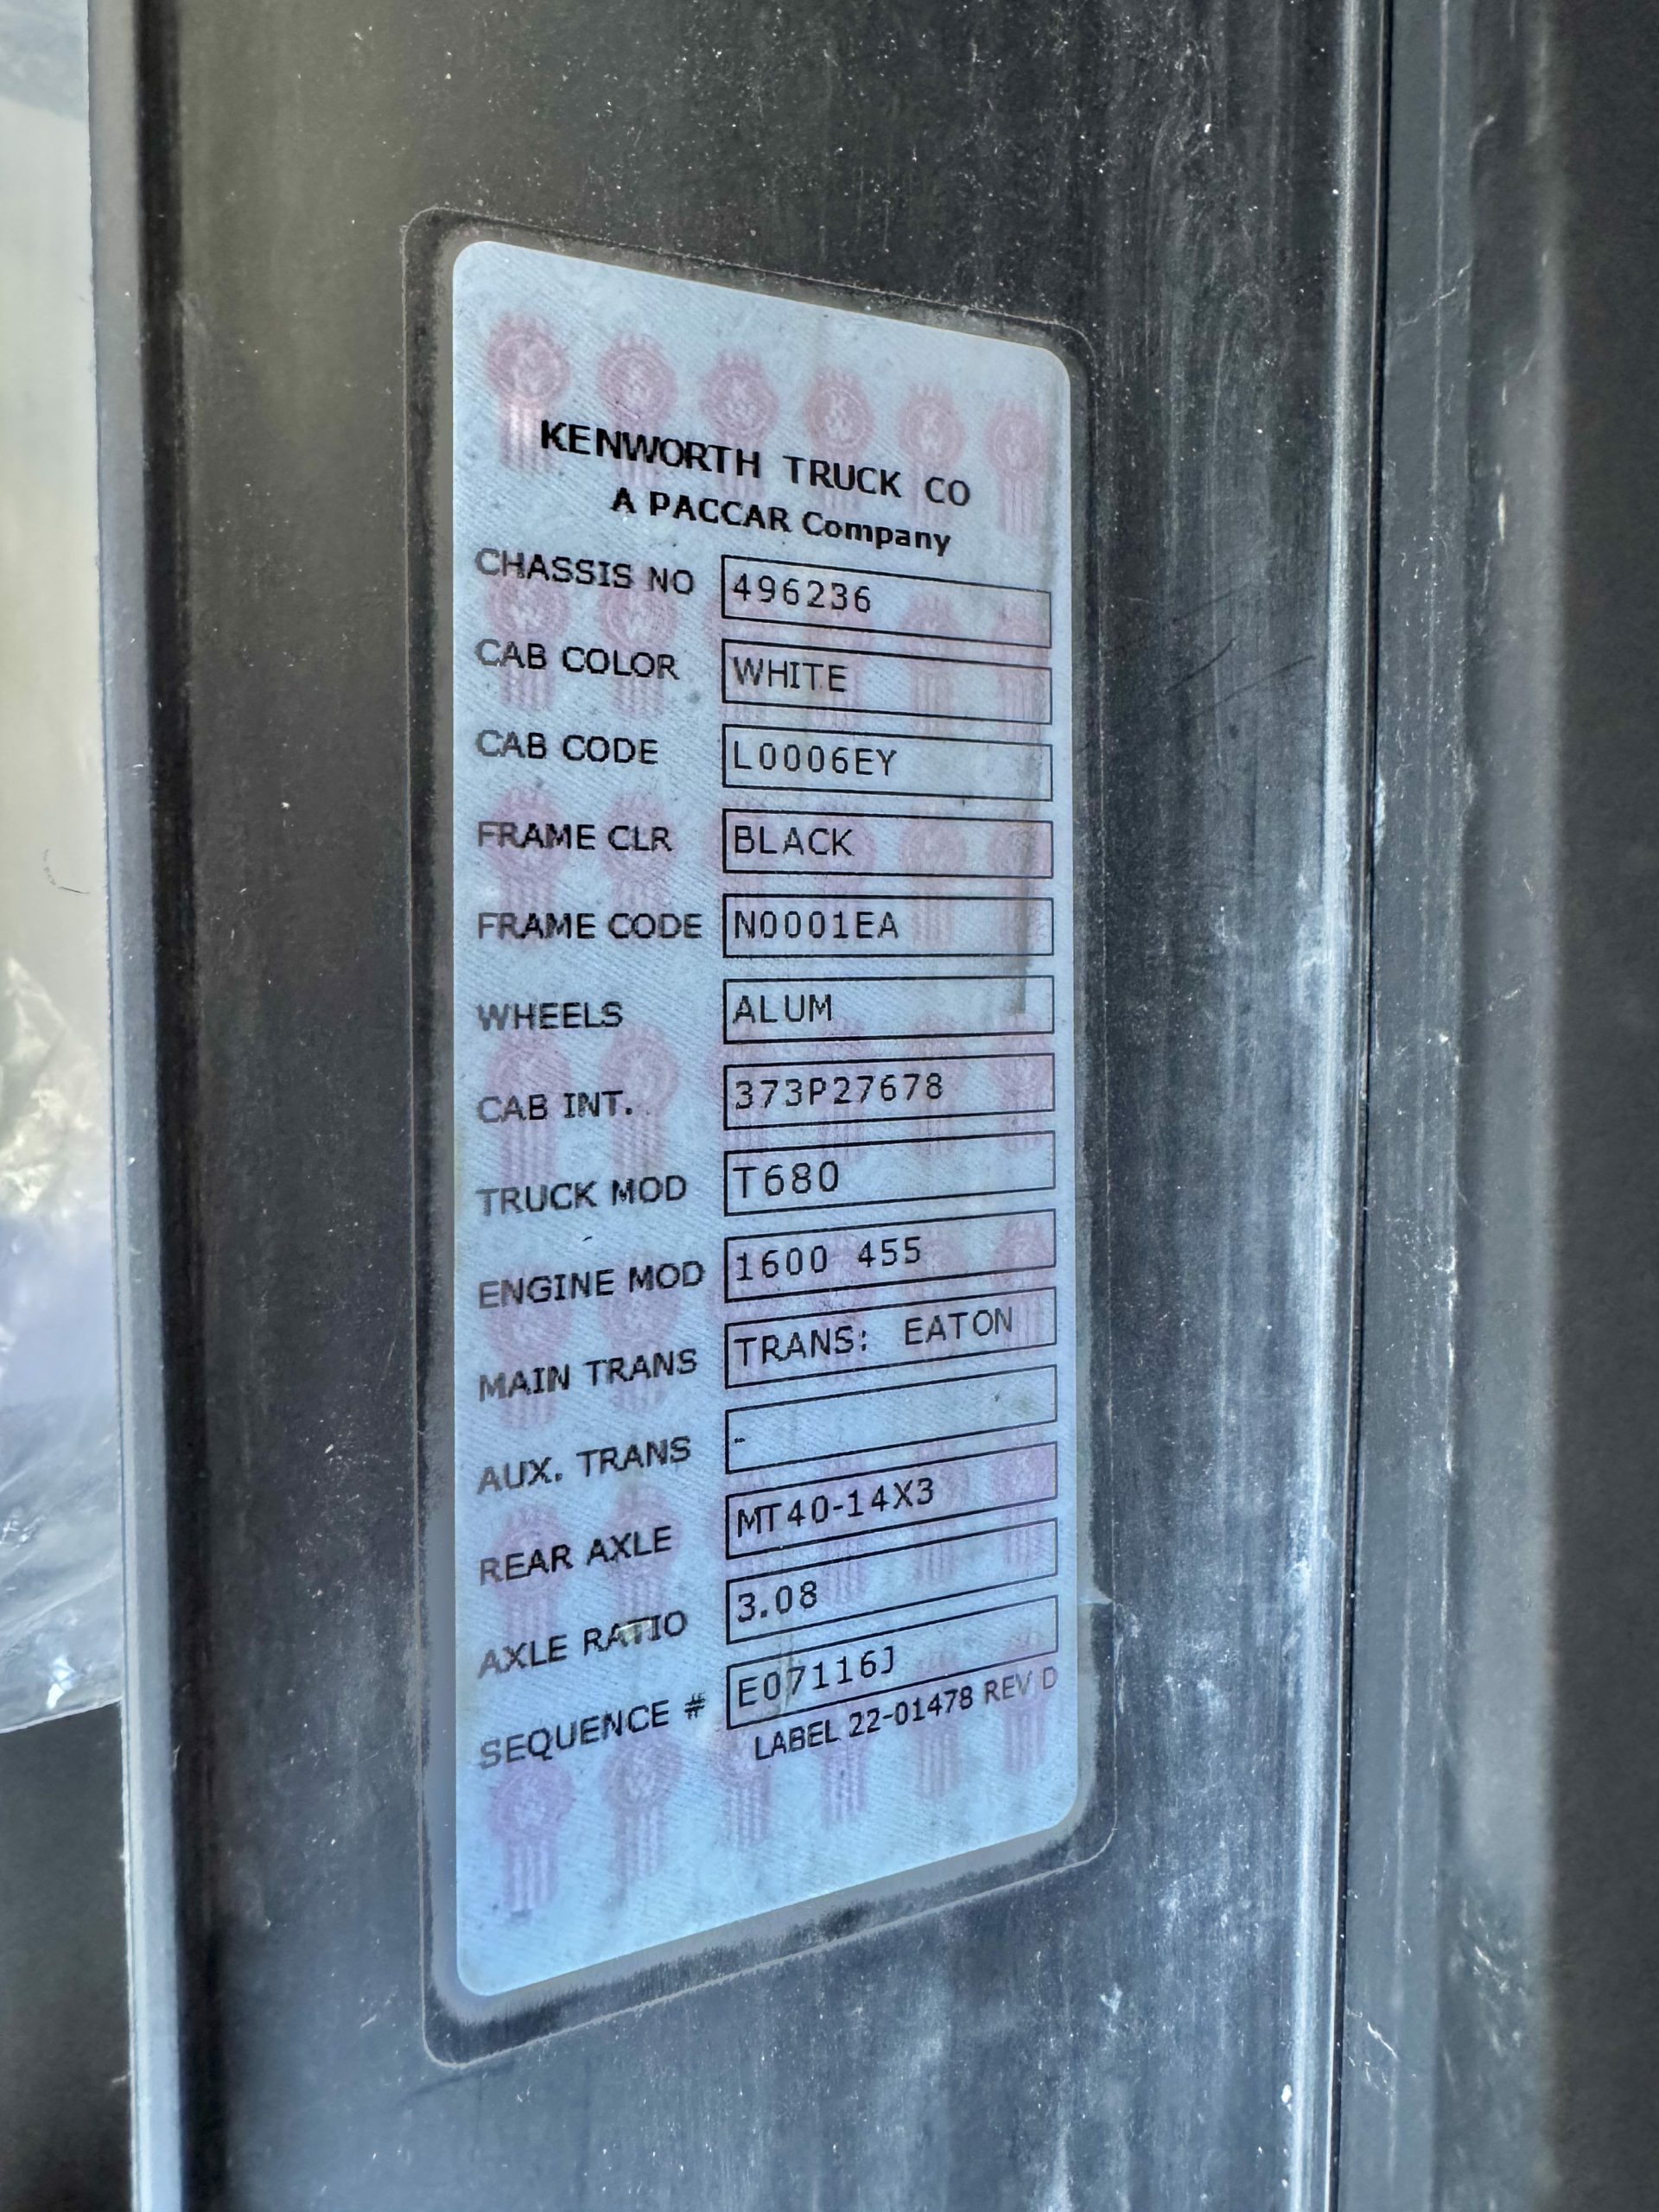 KENWORTH TRUCK CO
A PACCAR Company
CHASSIS NO 496236
CAB COLOR WHITE
CAB CODE L0006EY
FRAME CLR BLACK
FRAME CODE N0001EA
WHEELS ALUM
CAB INT. 373P27678
TRUCK MOD T680
ENGINE MOD 1600 455
MAIN TRANS TRANS: EATON
AUX. TRANS -
REAR AXLE MT40-14X3
AXLE RATIO 3.08
SEQUENCE # E07116J
LABEL 22-01478 REV D